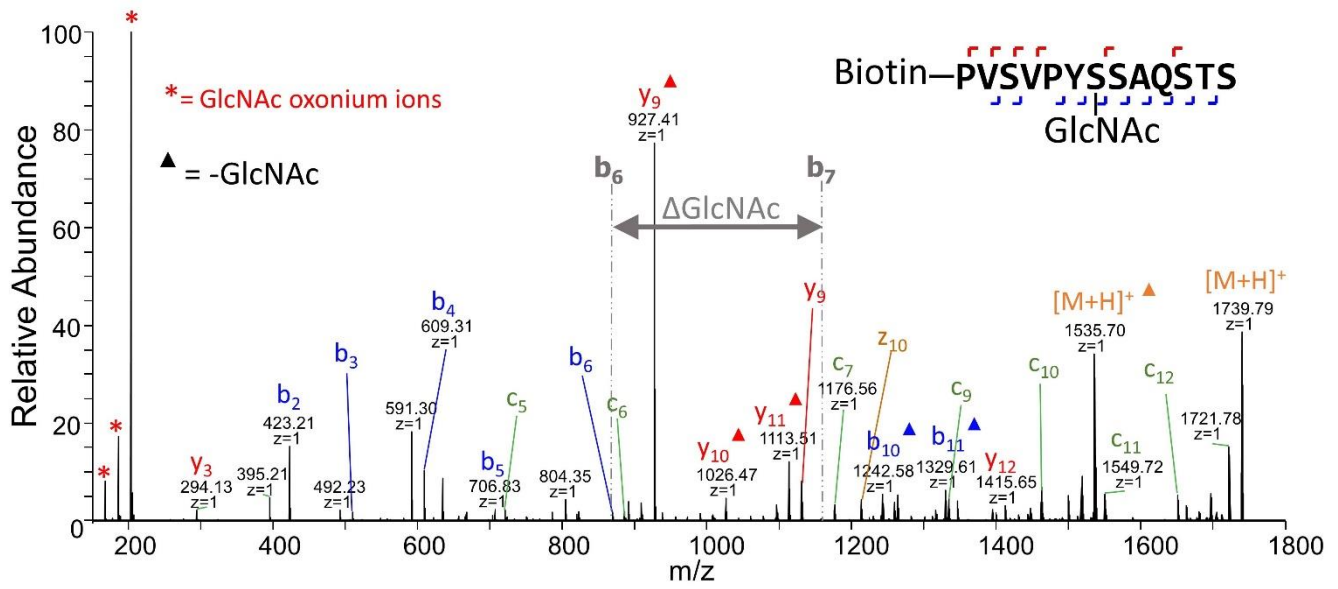 Relative Abundance
100
80
60
40
20
0
*
* = GlcNAc oxonium ions
▲ = -GlcNAc
Biotin—PVSVPYSSAQSTS
GlcNAc
*
*
y3
294.13
z=1
395.21
z=1
b2
423.21
z=1
b3
492.23
z=1
591.30
z=1
b4
609.31
z=1
b5
706.83
z=1
c5
804.35
z=1
b6
c6
b6
ΔGlcNAc
b7
y9 ▲
927.41
z=1
y10 ▲
1026.47
z=1
y11 ▲
1113.51
z=1
y9
c7
1176.56
z=1
z10
b10 ▲
1242.58
z=1
c9
b11 ▲
1329.61
z=1
y12
1415.65
z=1
c10
[M+H]+ ▲
1535.70
z=1
c11
1549.72
z=1
c12
1721.78
z=1
[M+H]+
1739.79
z=1
200 400 600 800 1000 1200 1400 1600 1800
m/z